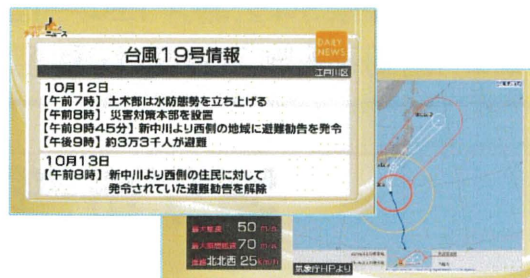 ニュース
台風19号情報
DAILY
NEWS
江戸川区
10月12日
【午前7時】土木部は水防態勢を立ち上げる
【午前8時】災害対策本部を設置
【午前9時45分】新中川より西側の地域に避難勧告を発令
【午後9時】約3万3千人が避難
10月13日
【午前8時】新中川より西側の住民に対して
発令されていた避難勧告を解除
最大風速 50 m/s
最大瞬間風速 70 m/s
進路 北北西 25 km/h
気象庁HPより